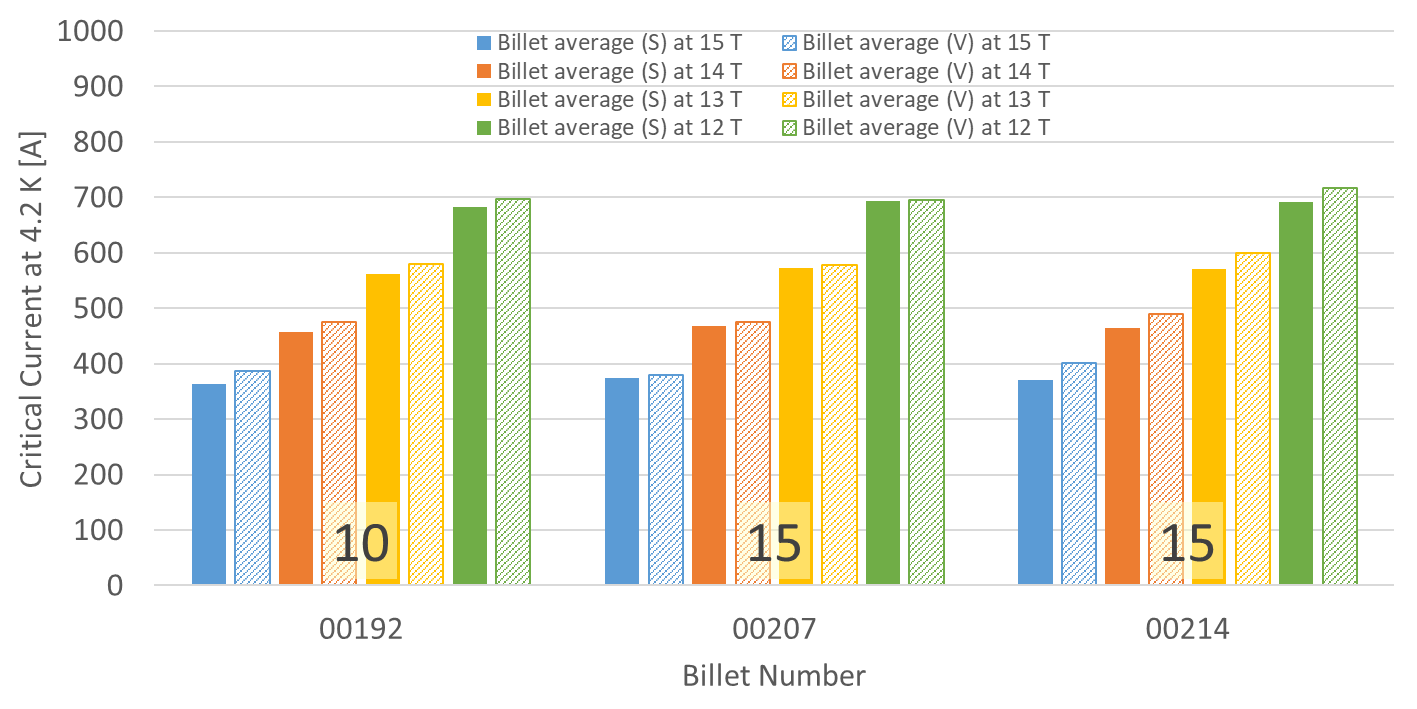 1000
900
800
700
600
500
400
300
200
100
0
Critical Current at 4.2 K [A]
Billet average (S) at 15 T Billet average (V) at 15 T
Billet average (S) at 14 T Billet average (V) at 14 T
Billet average (S) at 13 T Billet average (V) at 13 T
Billet average (S) at 12 T Billet average (V) at 12 T
10 15 15
00192 00207 00214
Billet Number